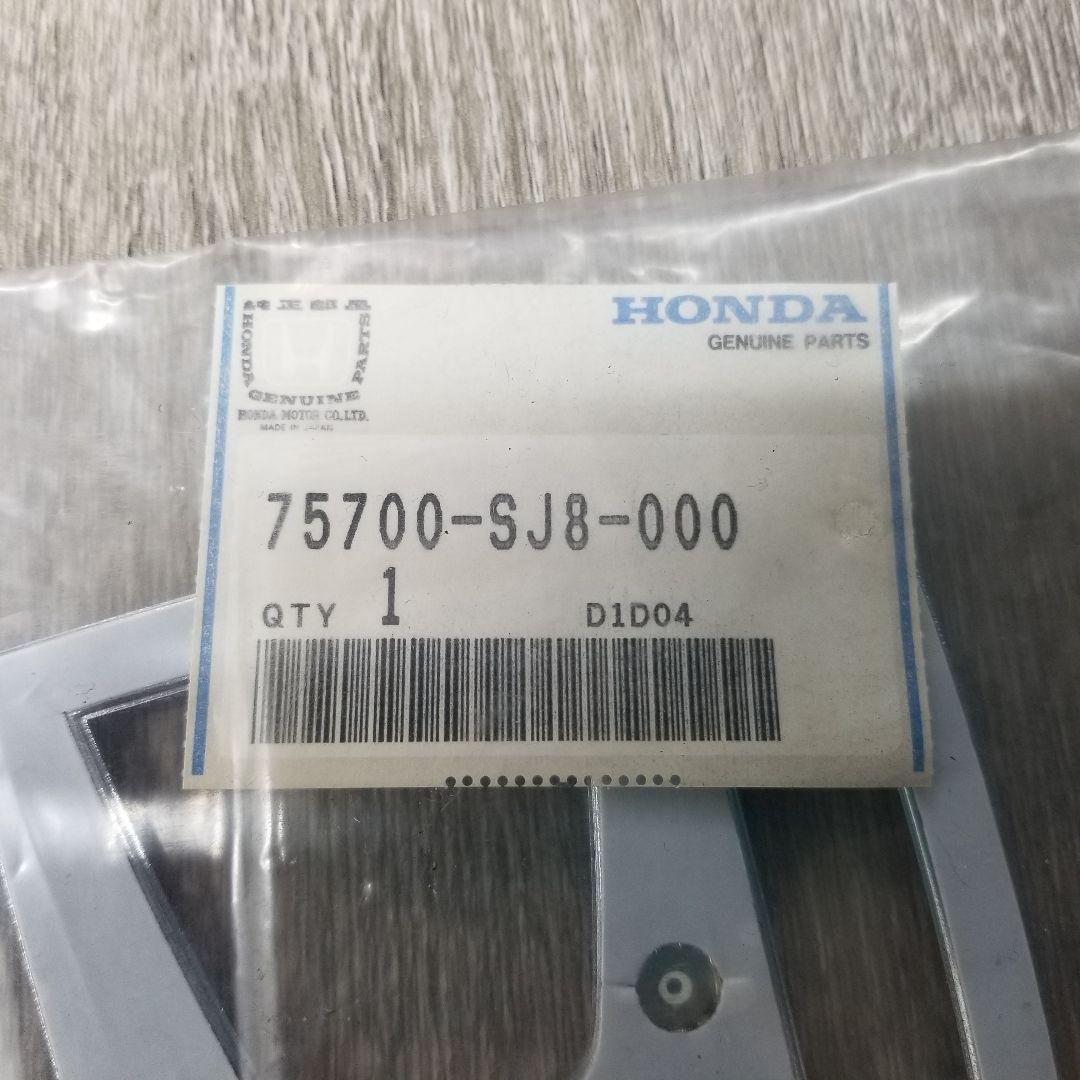 純正部品
HONDA
GENUINE
PARTS
HONDA MOTOR CO.,LTD.
MADE IN JAPAN
HONDA
GENUINE PARTS
75700-SJ8-000
QTY 1 D1D04